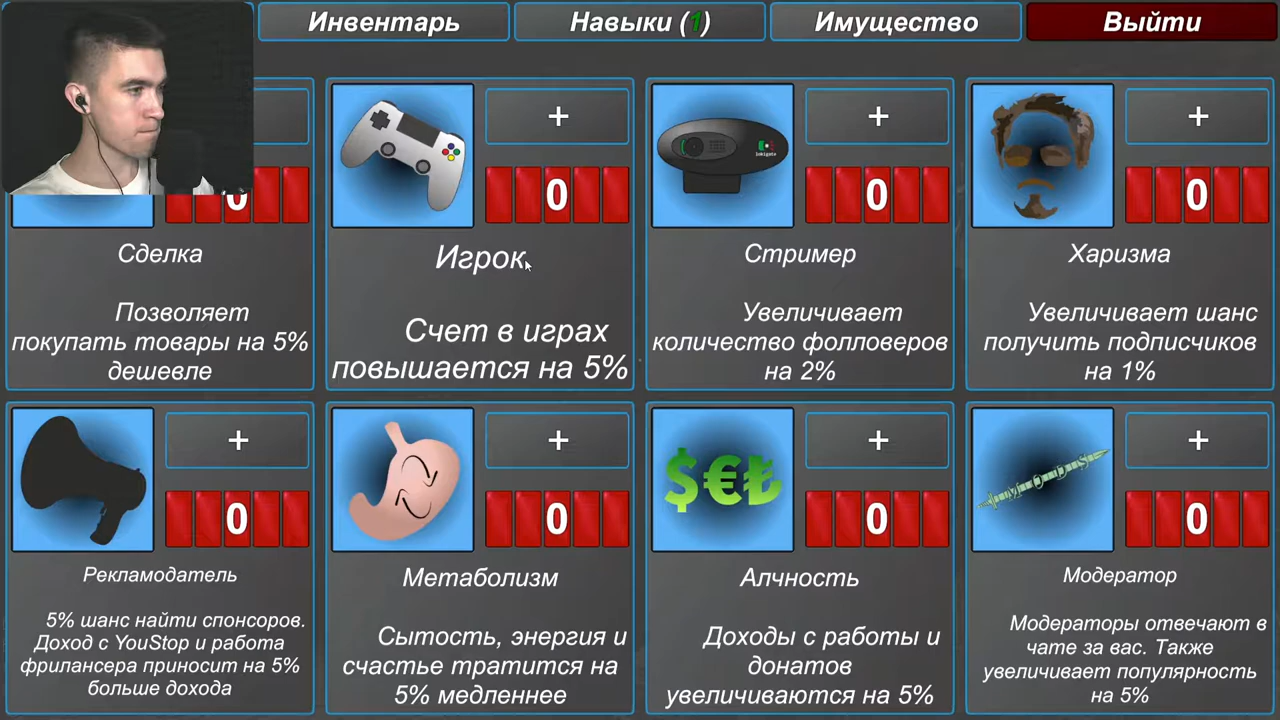 Инвентарь
Навыки (1)
Имущество
Выйти
+
+
+
0
0
0
0
Сделка
Игрок
Стример
Харизма
Позволяет
покупать товары на 5%
дешевле
Счет в играх
повышается на 5%
Увеличивает
количество фолловеров
на 2%
Увеличивает шанс
получить подписчиков
на 1%
+
+
+
+
0
0
0
0
$€₺
MODS
Рекламодатель
Метаболизм
Алчность
Модератор
5% шанс найти спонсоров.
Доход с YouStop и работа
фрилансера приносит на 5%
больше дохода
Сытость, энергия и
счастье тратится на
5% медленнее
Доходы с работы и
донатов
увеличиваются на 5%
Модераторы отвечают в
чате за вас. Также
увеличивает популярность
на 5%